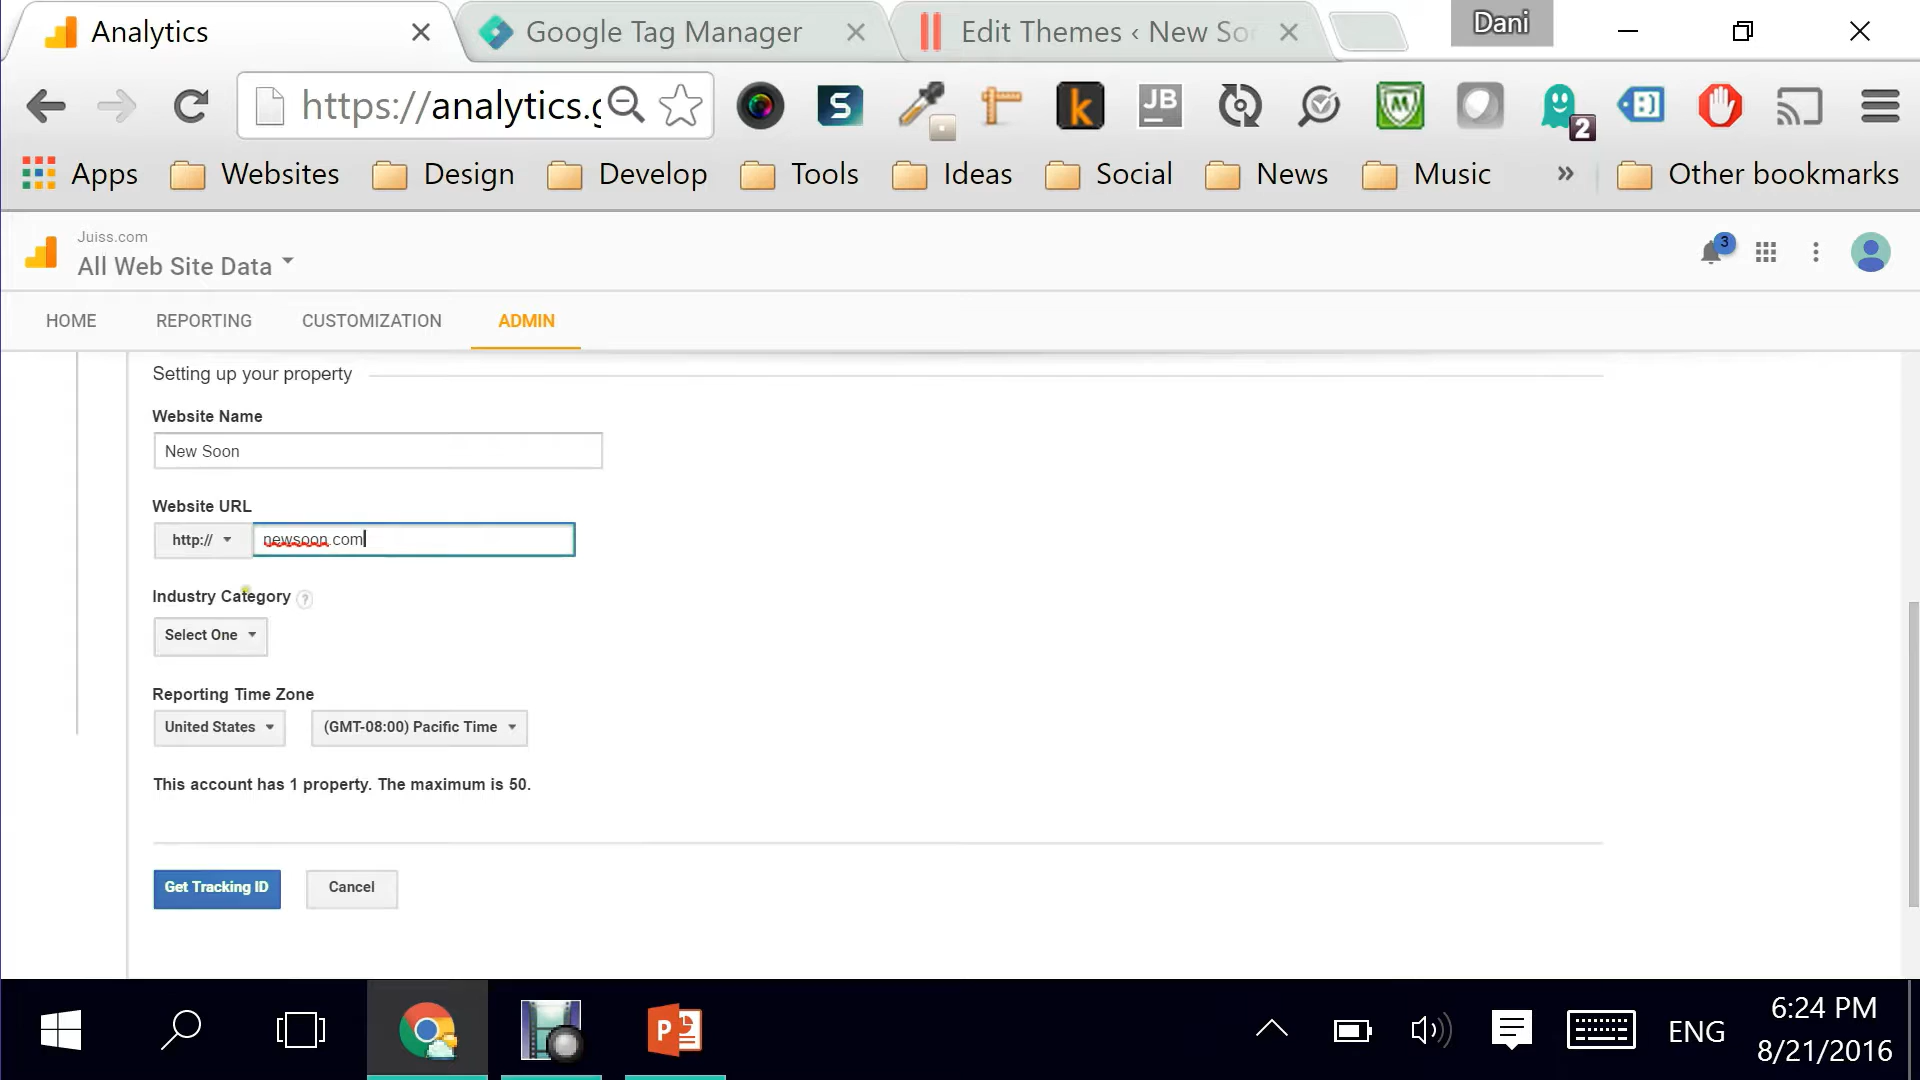 Analytics
Google Tag Manager
Edit Themes ‹ New Sor
Dani
https://analytics.g
S
k
JB
2
Apps
Websites
Design
Develop
Tools
Ideas
Social
News
Music
»
Other bookmarks
Juiss.com
All Web Site Data
3
HOME
REPORTING
CUSTOMIZATION
ADMIN
Setting up your property
Website Name
New Soon
Website URL
http://
newsoon.com
Industry Category ?
Select One
Reporting Time Zone
United States
(GMT-08:00) Pacific Time
This account has 1 property. The maximum is 50.
Get Tracking ID
Cancel
P
ENG
6:24 PM
8/21/2016